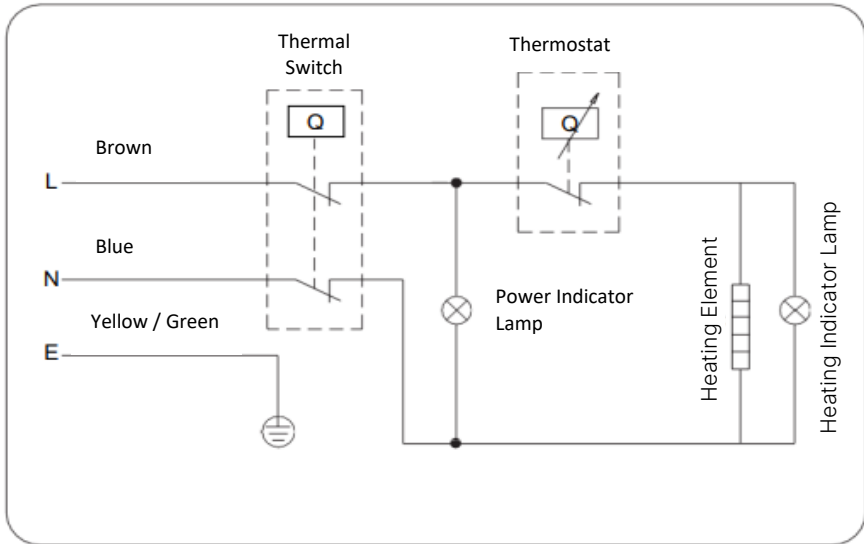 Thermal
Switch
Thermostat
Q
Q
Brown
L
Blue
N
Yellow / Green
E
Power Indicator
Lamp
Heating Element
Heating Indicator Lamp